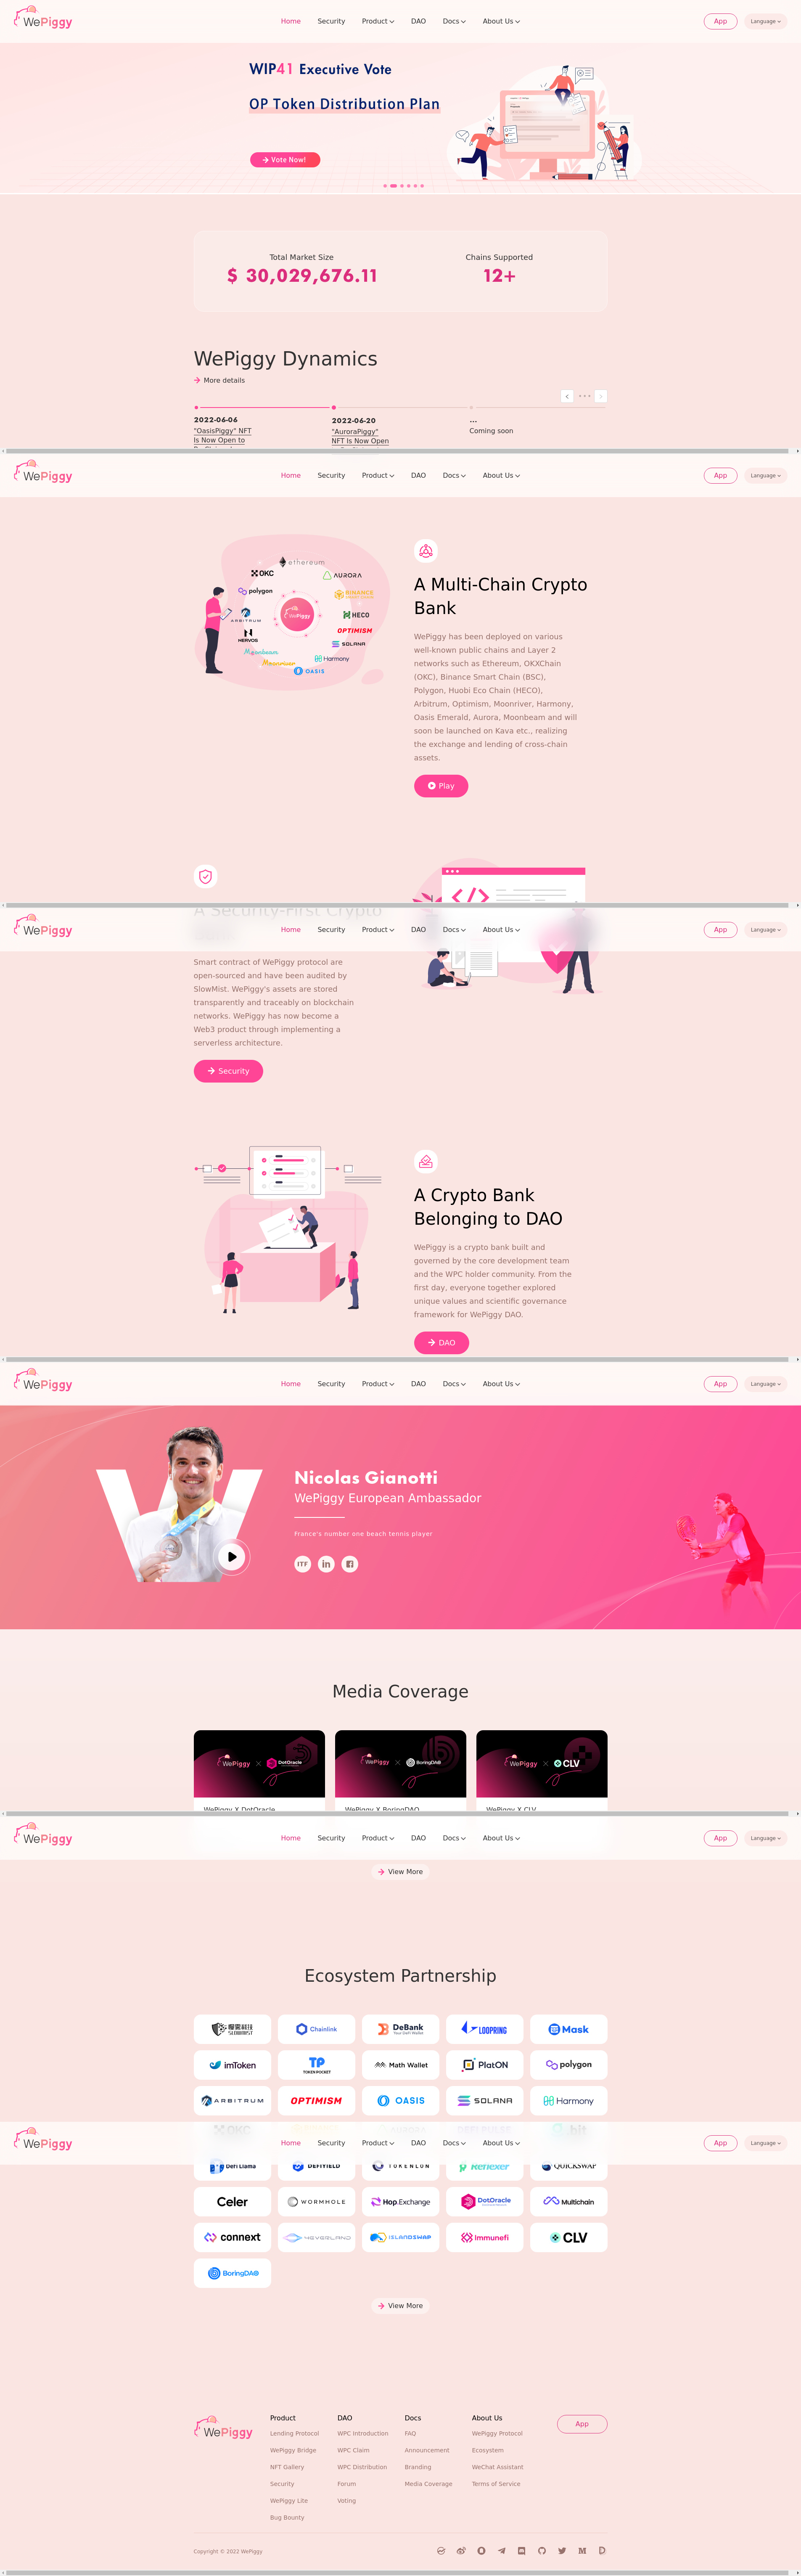 WePiggy
Home Security Product DAO Docs About Us
App
Language
WIP41 Executive Vote
OP Token Distribution Plan
Vote Now!
Total Market Size
$ 30,029,676.11
Chains Supported
12+
WePiggy Dynamics
More details
2022-06-06
"OasisPiggy" NFT
Is Now Open to
2022-06-20
"AuroraPiggy"
NFT Is Now Open
...
Coming soon
WePiggy
Home Security Product DAO Docs About Us
App
Language
ethereum
OKC
AURORA
polygon
BINANCE
ARBITRUM
HECO
WePiggy
NERVOS
OPTIMISM
SOLANA
Moonbeam
Harmony
Moonriver
OASIS
A Multi-Chain Crypto
Bank
WePiggy has been deployed on various
well-known public chains and Layer 2
networks such as Ethereum, OKXChain
(OKC), Binance Smart Chain (BSC),
Polygon, Huobi Eco Chain (HECO),
Arbitrum, Optimism, Moonriver, Harmony,
Oasis Emerald, Aurora, Moonbeam and will
soon be launched on Kava etc., realizing
the exchange and lending of cross-chain
assets.
Play
A Security-First Crypto
WePiggy
Home Security Product DAO Docs About Us
App
Language
Smart contract of WePiggy protocol are
open-sourced and have been audited by
SlowMist. WePiggy's assets are stored
transparently and traceably on blockchain
networks. WePiggy has now become a
Web3 product through implementing a
serverless architecture.
Security
A Crypto Bank
Belonging to DAO
WePiggy is a crypto bank built and
governed by the core development team
and the WPC holder community. From the
first day, everyone together explored
unique values and scientific governance
framework for WePiggy DAO.
DAO
WePiggy
Home Security Product DAO Docs About Us
App
Language
Nicolas Gianotti
WePiggy European Ambassador
France's number one beach tennis player
ITF
in
Media Coverage
WePiggy × DotOracle
WePiggy × BoringDAO
WePiggy × CLV
WePiggy X DotOracle
WePiggy X BoringDAO
WePiggy X CLV
WePiggy
Home Security Product DAO Docs About Us
App
Language
View More
Ecosystem Partnership
慢雾科技
SLOWMIST
Chainlink
DeBank
Your DeFi Wallet
LOOPRING
Mask
imToken
TP
TOKEN POCKET
Math Wallet
PlatON
polygon
ARBITRUM
OPTIMISM
OASIS
SOLANA
Harmony
OKC
bit
WePiggy
Home Security Product DAO Docs About Us
App
Language
Defi Llama
DEFIYIELD
TOKENLON
Reflexer
QUICKSWAP
Celer
WORMHOLE
Hop.Exchange
DotOracle
Multichain
connext
4EVERLAND
ISLANDSWAP
Immunefi
CLV
BoringDAO
View More
WePiggy
Product
Lending Protocol
WePiggy Bridge
NFT Gallery
Security
WePiggy Lite
Bug Bounty
DAO
WPC Introduction
WPC Claim
WPC Distribution
Forum
Voting
Docs
FAQ
Announcement
Branding
Media Coverage
About Us
WePiggy Protocol
Ecosystem
WeChat Assistant
Terms of Service
App
Copyright © 2022 WePiggy